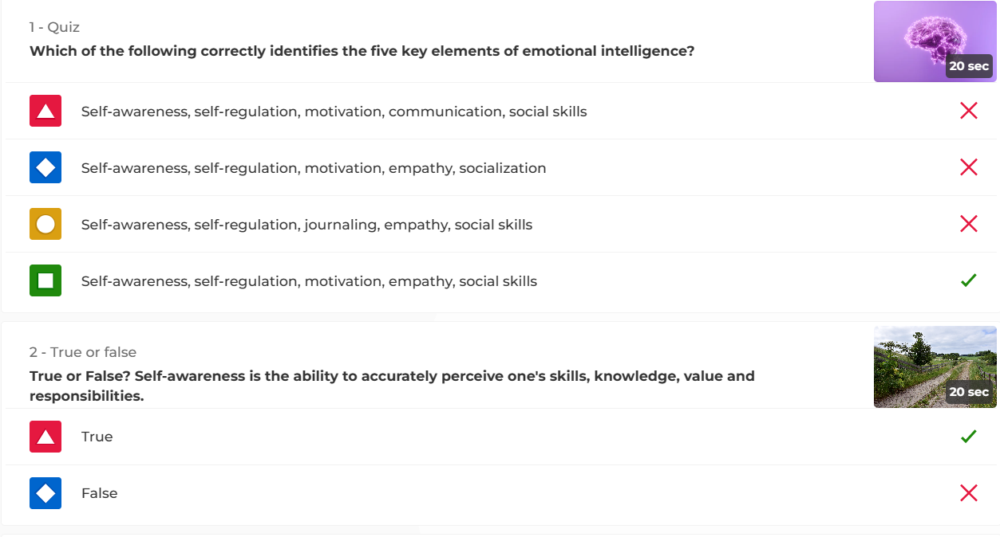 1 - Quiz
Which of the following correctly identifies the five key elements of emotional intelligence?
20 sec
Self-awareness, self-regulation, motivation, communication, social skills
Self-awareness, self-regulation, motivation, empathy, socialization
Self-awareness, self-regulation, journaling, empathy, social skills
Self-awareness, self-regulation, motivation, empathy, social skills
2 - True or false
True or False? Self-awareness is the ability to accurately perceive one's skills, knowledge, value and
responsibilities.
20 sec
True
False